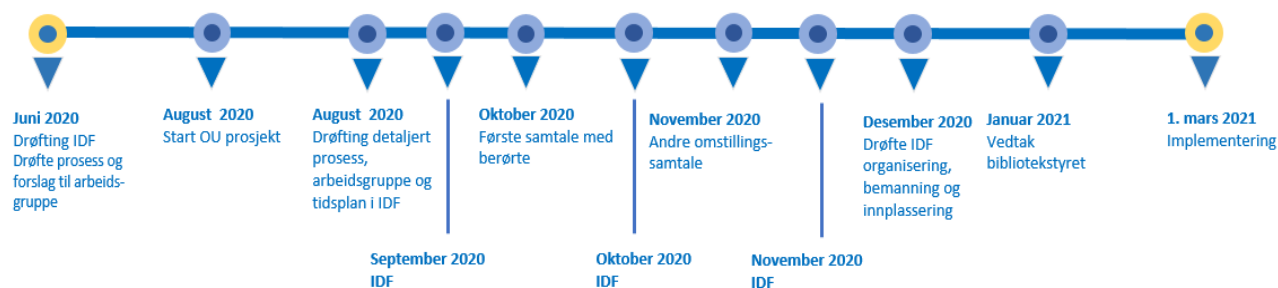 Juni 2020
Drøfting IDF
Drøfte prosess og
forslag til arbeids-
gruppe
August  2020
Start OU prosjekt
August  2020
Drøfting detaljert
prosess,
arbeidsgruppe og
tidsplan i IDF
September 2020
IDF
Oktober 2020
Første samtale med
berørte
Oktober 2020
IDF
November 2020
Andre omstillings-
samtale
November 2020
IDF
Desember 2020
Drøfte IDF
organisering,
bemanning og
innplassering
Januar 2021
Vedtak
bibliotekstyret
1. mars 2021
Implementering